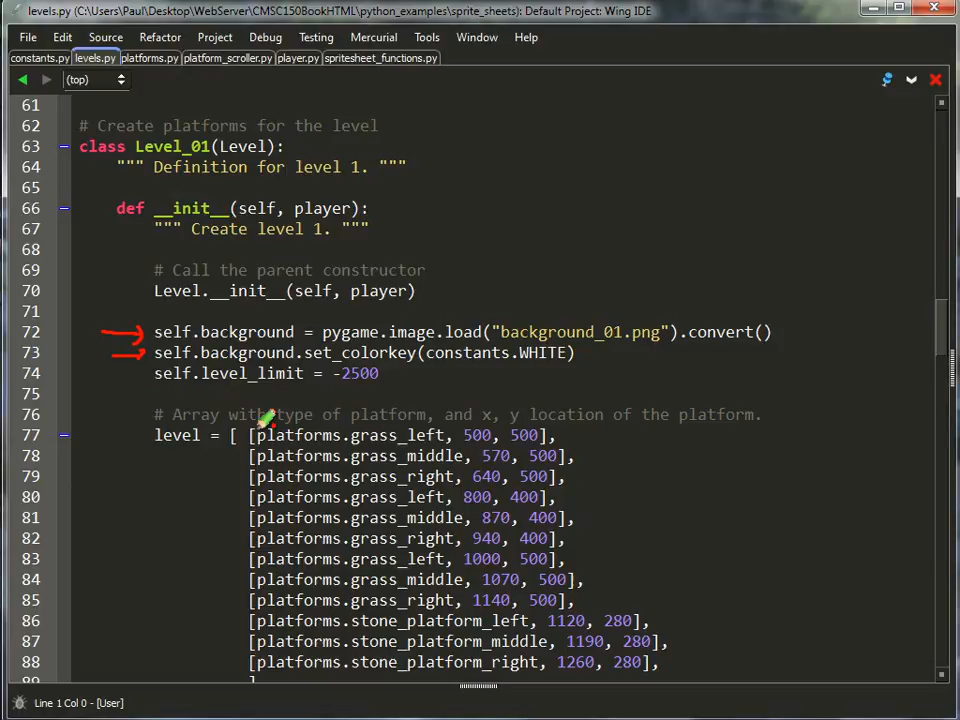 levels.py (C:\Users\Paul\Desktop\WebServer\CMSC150BookHTML\python_examples\sprite_sheets): Default Project: Wing IDE
File Edit Source Refactor Project Debug Testing Mercurial Tools Window Help
constants.py levels.py platforms.py platform_scroller.py player.py spritesheet_functions.py
(top)
61
62 # Create platforms for the level
63 class Level_01(Level):
64 """ Definition for level 1. """
65
66 def __init__(self, player):
67 """ Create level 1. """
68
69 # Call the parent constructor
70 Level.__init__(self, player)
71
72 self.background = pygame.image.load("background_01.png").convert()
73 self.background.set_colorkey(constants.WHITE)
74 self.level_limit = -2500
75
76 # Array with type of platform, and x, y location of the platform.
77 level = [ [platforms.grass_left, 500, 500],
78 [platforms.grass_middle, 570, 500],
79 [platforms.grass_right, 640, 500],
80 [platforms.grass_left, 800, 400],
81 [platforms.grass_middle, 870, 400],
82 [platforms.grass_right, 940, 400],
83 [platforms.grass_left, 1000, 500],
84 [platforms.grass_middle, 1070, 500],
85 [platforms.grass_right, 1140, 500],
86 [platforms.stone_platform_left, 1120, 280],
87 [platforms.stone_platform_middle, 1190, 280],
88 [platforms.stone_platform_right, 1260, 280],
89 ]
Line 1 Col 0 - [User]